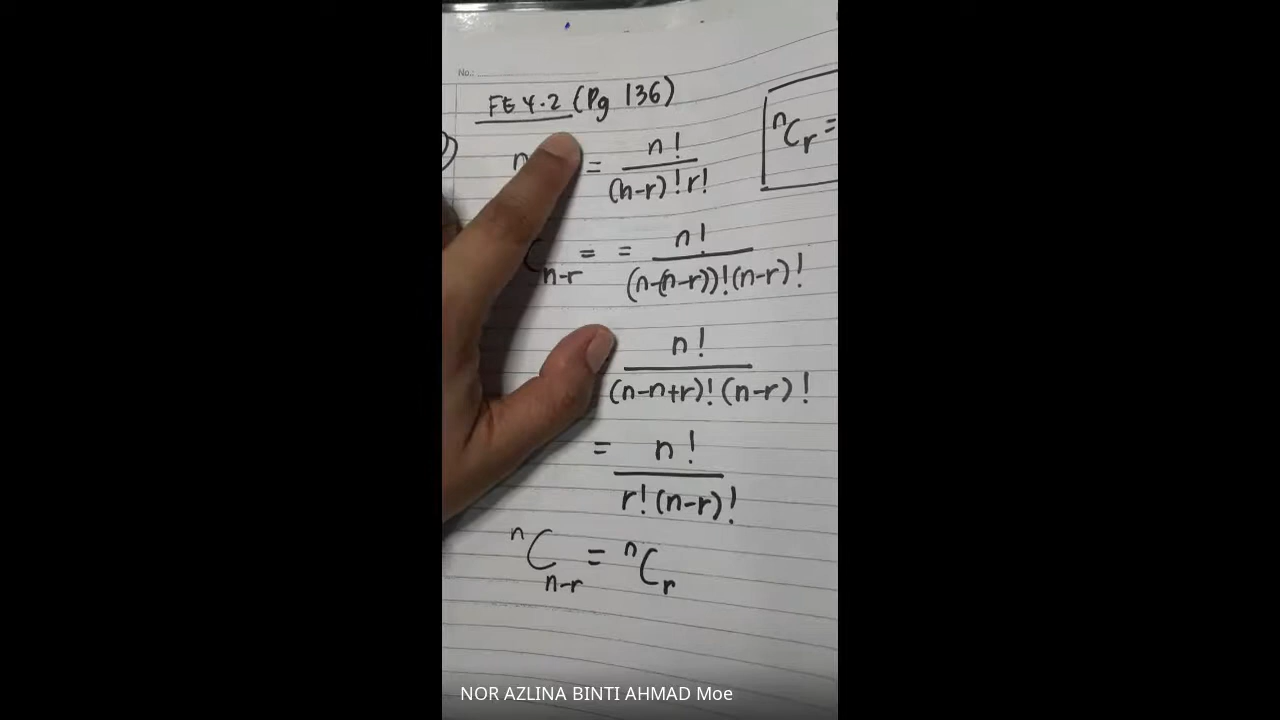 No.:
FE 4.2 (Pg 136)
n = n! / (n-r)! r!
nCr =
C n-r = = n! / (n-(n-r))! (n-r)!
n! / (n-n+r)! (n-r)!
= n! / r! (n-r)!
nC n-r = nCr
NOR AZLINA BINTI AHMAD Moe